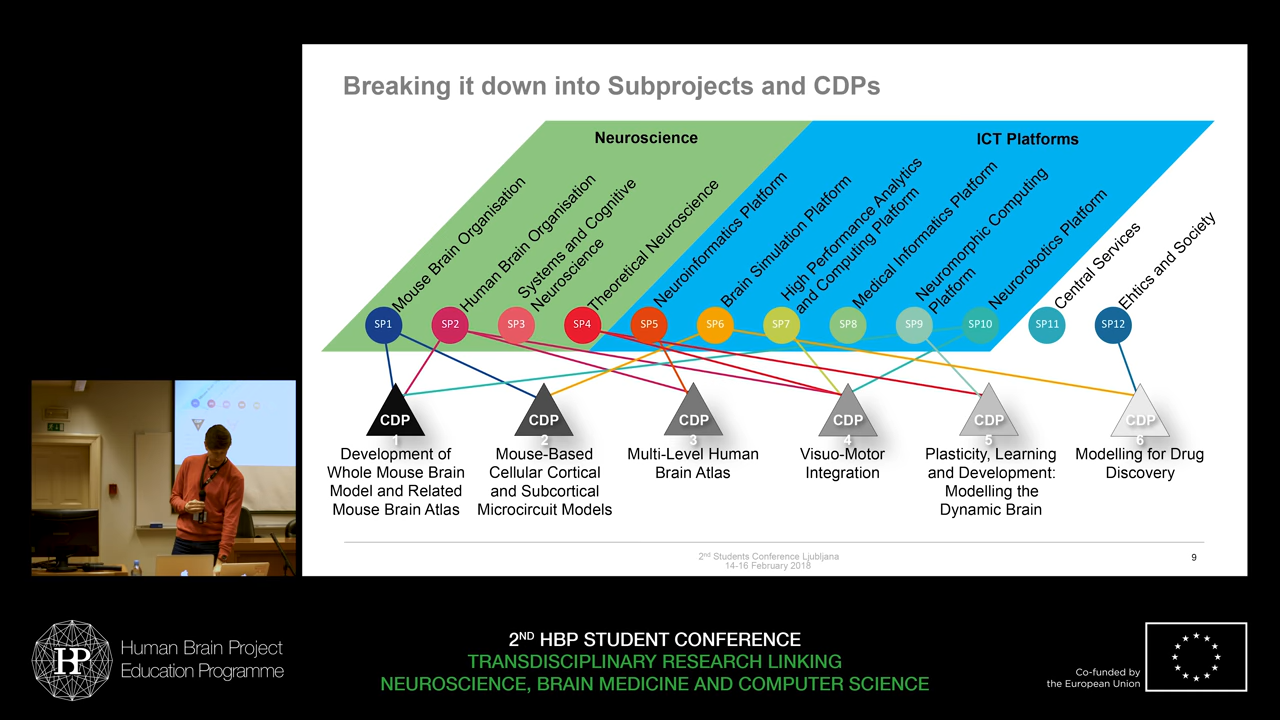 Breaking it down into Subprojects and CDPs
Neuroscience
ICT Platforms
Mouse Brain Organisation
Human Brain Organisation
Systems and Cognitive
Neuroscience
Theoretical Neuroscience
Neuroinformatics Platform
Brain Simulation Platform
High Performance Analytics
and Computing Platform
Medical Informatics Platform
Neuromorphic Computing
Platform
Neurorobotics Platform
Central Services
Ehtics and Society
SP1
SP2
SP3
SP4
SP5
SP6
SP7
SP8
SP9
SP10
SP11
SP12
CDP
1
CDP
2
CDP
3
CDP
4
CDP
5
CDP
6
Development of
Whole Mouse Brain
Model and Related
Mouse Brain Atlas
Mouse-Based
Cellular Cortical
and Subcortical
Microcircuit Models
Multi-Level Human
Brain Atlas
Visuo-Motor
Integration
Plasticity, Learning
and Development:
Modelling the
Dynamic Brain
Modelling for Drug
Discovery
2nd Students Conference Ljubljana
14-16 February 2018
9
HBP
Human Brain Project
Education Programme
2ND HBP STUDENT CONFERENCE
TRANSDISCIPLINARY RESEARCH LINKING
NEUROSCIENCE, BRAIN MEDICINE AND COMPUTER SCIENCE
Co-funded by
the European Union